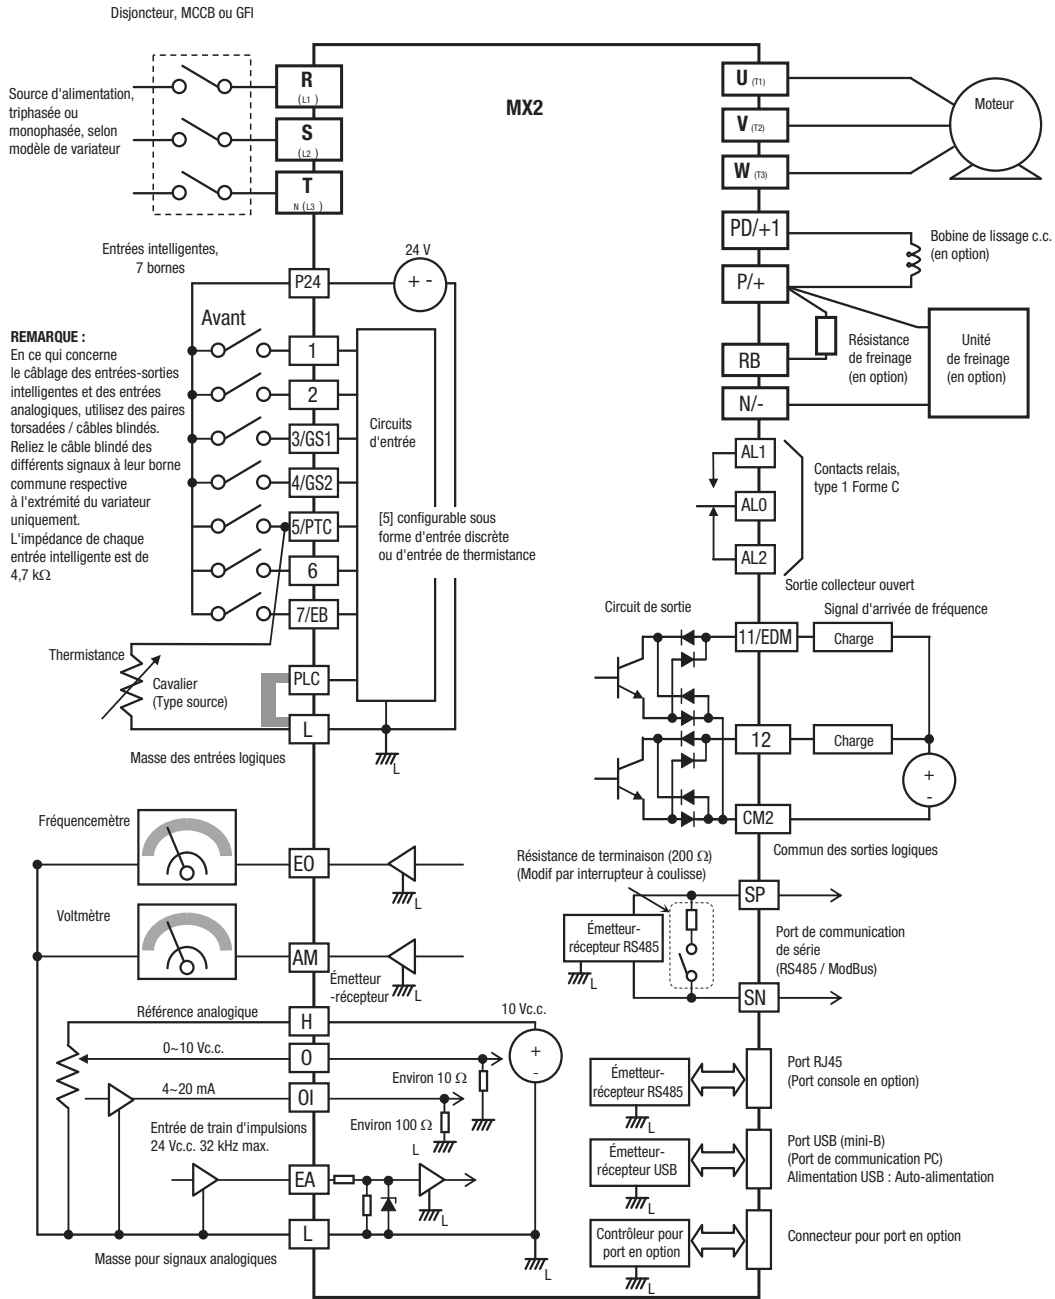 Disjoncteur, MCCB ou GFI
Source d'alimentation,
triphasée ou
monophasée, selon
modèle de variateur
R
(L1)
S
(L2)
T
N (L3)
MX2
U (T1)
V (T2)
W (T3)
Moteur
PD/+1
P/+
RB
N/-
Bobine de lissage c.c.
(en option)
Résistance
de freinage
(en option)
Unité
de freinage
(en option)
Entrées intelligentes,
7 bornes
24 V
+ -
P24
Avant
REMARQUE :
En ce qui concerne
le câblage des entrées-sorties
intelligentes et des entrées
analogiques, utilisez des paires
torsadées / câbles blindés.
Reliez le câble blindé des
différents signaux à leur borne
commune respective
à l'extrémité du variateur
uniquement.
L'impédance de chaque
entrée intelligente est de
4,7 kΩ
1
2
3/GS1
4/GS2
5/PTC
6
7/EB
PLC
L
Circuits
d'entrée
[5] configurable sous
forme d'entrée discrète
ou d'entrée de thermistance
Thermistance
Cavalier
(Type source)
Masse des entrées logiques
L
AL1
AL0
AL2
Contacts relais,
type 1 Forme C
Sortie collecteur ouvert
Circuit de sortie
Signal d'arrivée de fréquence
11/EDM
Charge
12
Charge
+
-
CM2
Commun des sorties logiques
Fréquencemètre
EO
L
Voltmètre
AM
Émetteur
-récepteur
L
Résistance de terminaison (200 Ω)
(Modif par interrupteur à coulisse)
Émetteur-
récepteur RS485
L
SP
SN
Port de communication
de série
(RS485 / ModBus)
Référence analogique
H
10 Vc.c.
+
-
0~10 Vc.c.
O
Environ 10 Ω
4~20 mA
OI
Environ 100 Ω
L
Entrée de train d'impulsions
24 Vc.c. 32 kHz max.
EA
L
L
Masse pour signaux analogiques
L
Émetteur-
récepteur RS485
L
Port RJ45
(Port console en option)
Émetteur-
récepteur USB
L
Port USB (mini-B)
(Port de communication PC)
Alimentation USB : Auto-alimentation
Contrôleur pour
port en option
L
Connecteur pour port en option